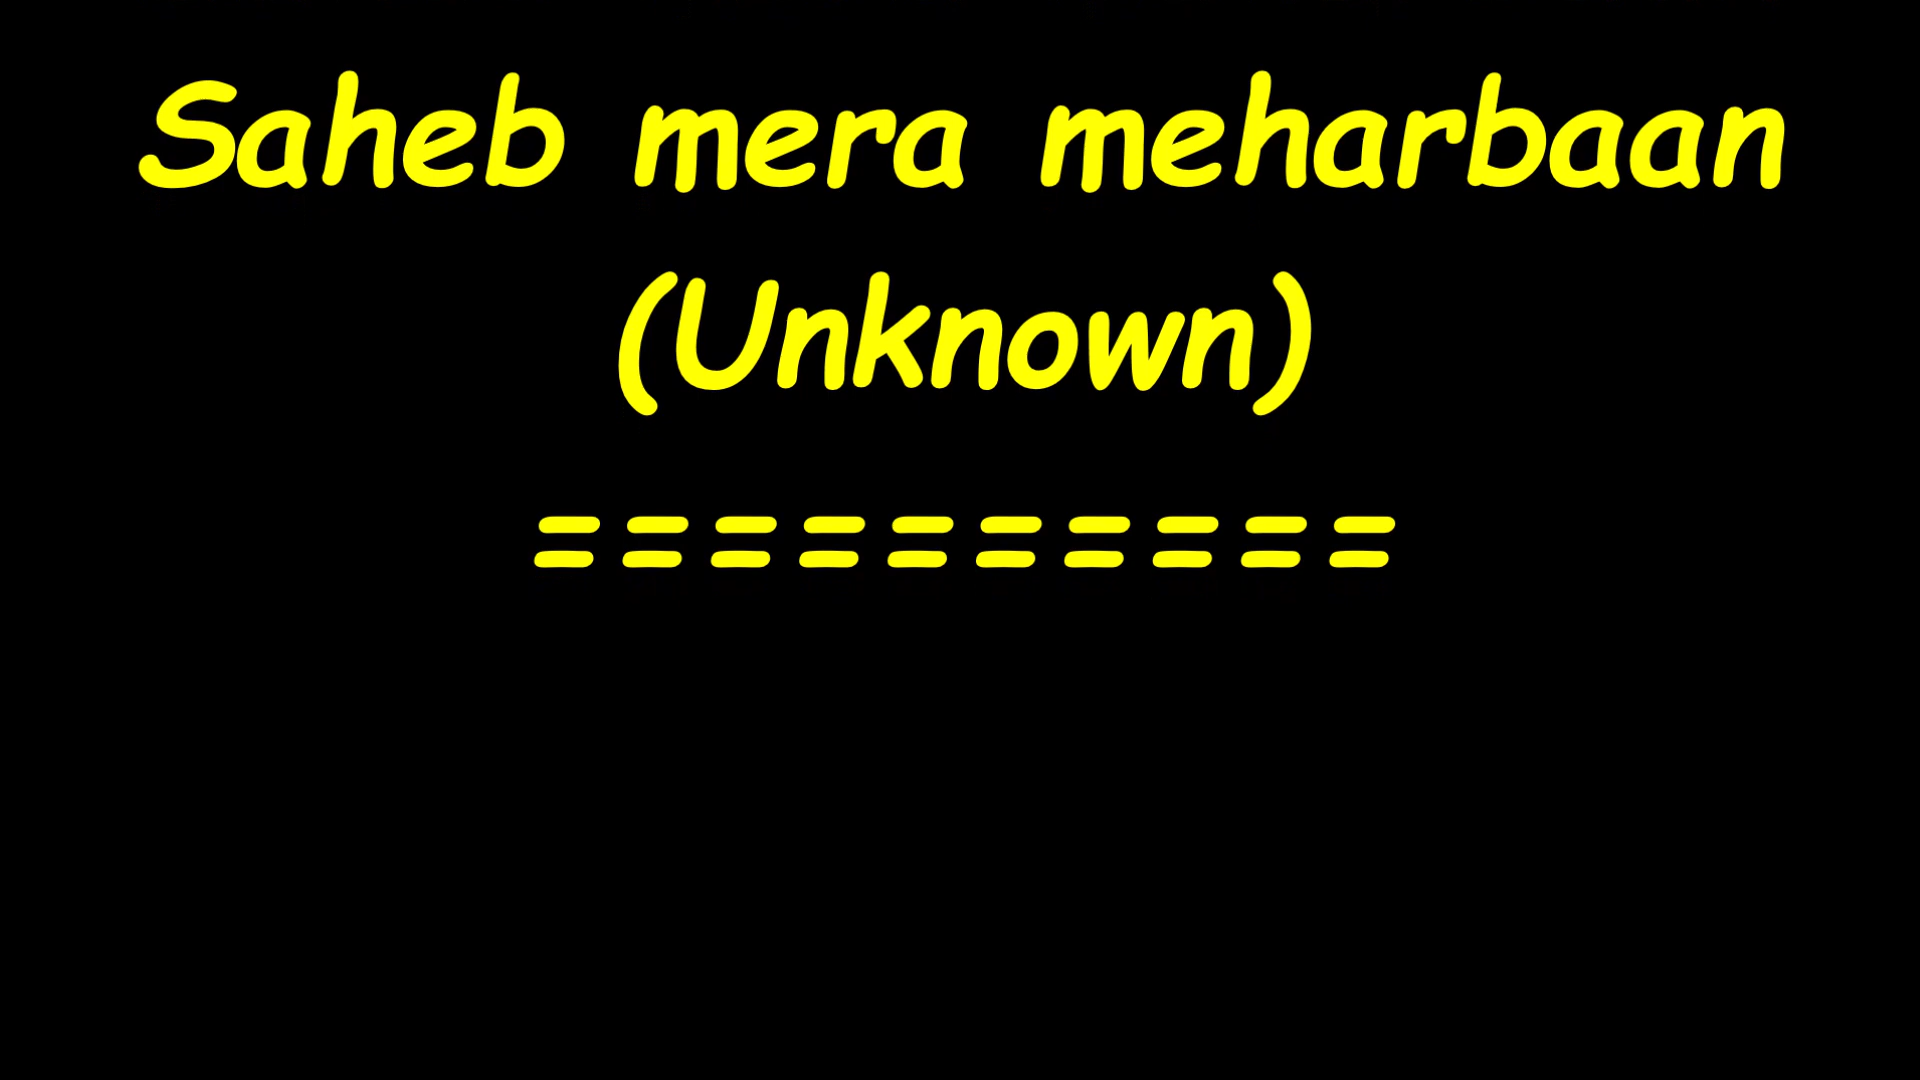 Saheb mera meharbaan
(Unknown)
==========